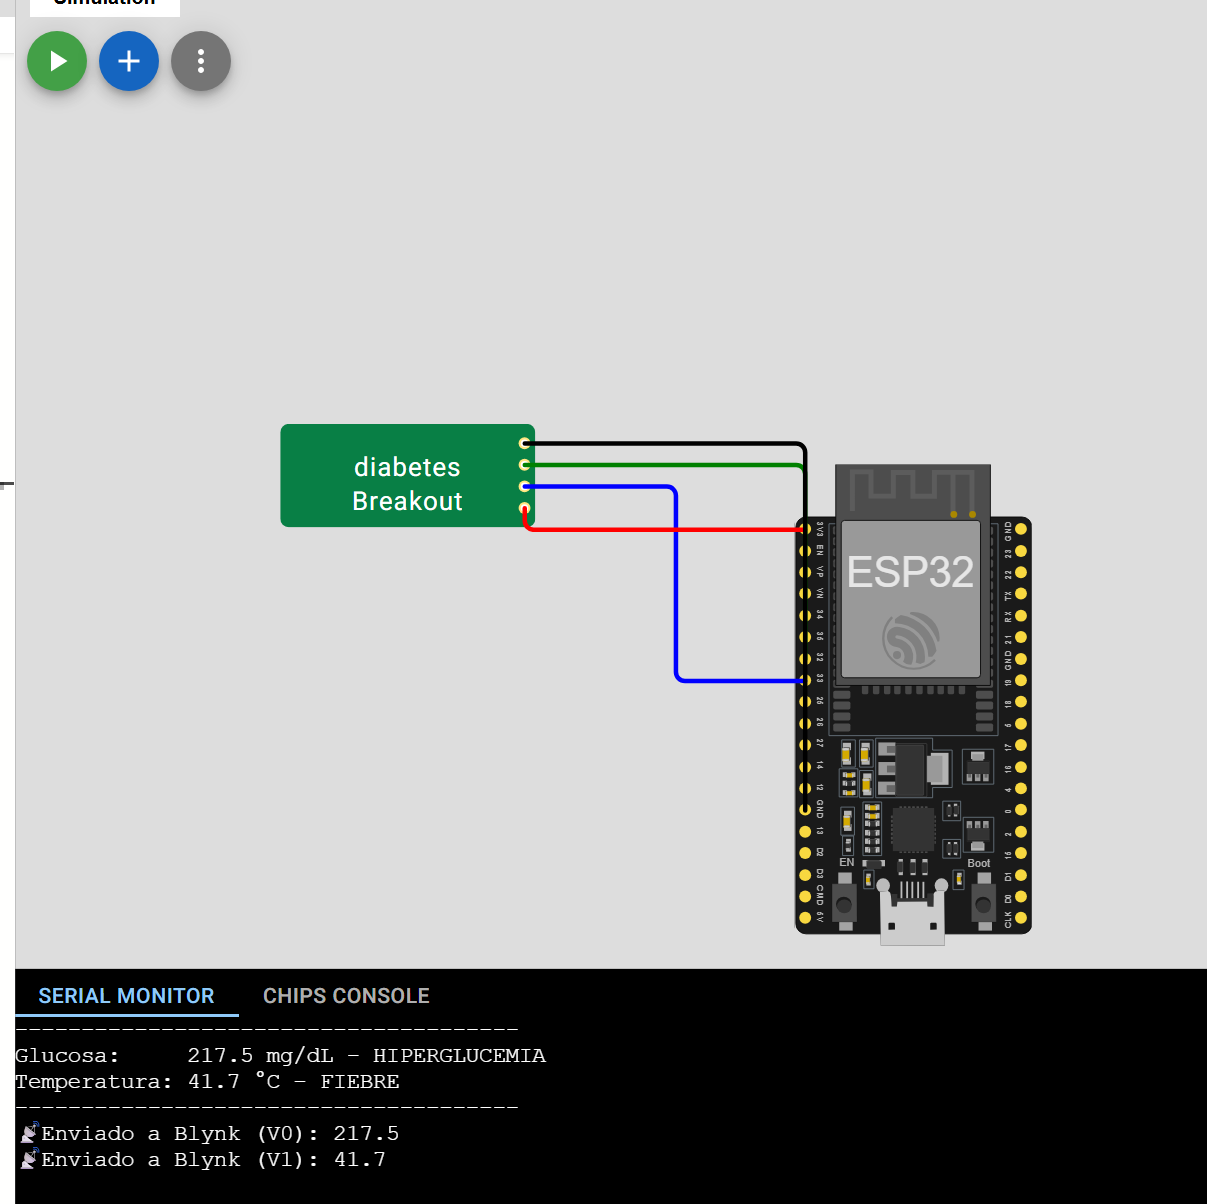 Simulation
diabetes
Breakout
ESP32
3V3
EN
VP
VN
34
35
32
33
25
26
27
14
12
GND
13
D2
D3
CMD
5V
GND
23
22
TX
RX
21
GND
19
18
5
17
16
4
0
2
15
D1
D0
CLK
EN
Boot
SERIAL MONITOR CHIPS CONSOLE
--------------------------------------
Glucosa: 217.5 mg/dL - HIPERGLUCEMIA
Temperatura: 41.7 °C - FIEBRE
--------------------------------------
📡Enviado a Blynk (V0): 217.5
📡Enviado a Blynk (V1): 41.7